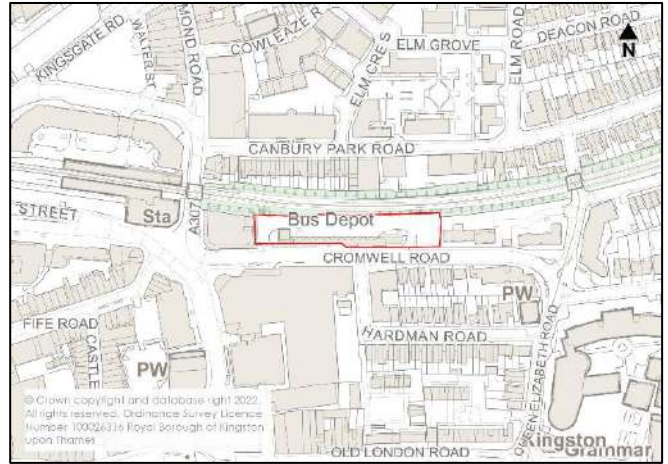 KINGSGATE RD
WALTER ST
MOND ROAD
COWLEAZE R
ELM CRES
ELM GROVE
ELM ROAD
DEACON ROAD
N
CANBURY PARK ROAD
STREET
Sta
A307
Bus Depot
CROMWELL ROAD
FIFE ROAD
CASTLE
PW
PW
HARDMAN ROAD
QUEEN ELIZABETH ROAD
OLD LONDON ROAD
Kingston
Grammar
© Crown copyright and database right 2022.
All rights reserved. Ordnance Survey Licence
Number 100026336 Royal Borough of Kingston
upon Thames